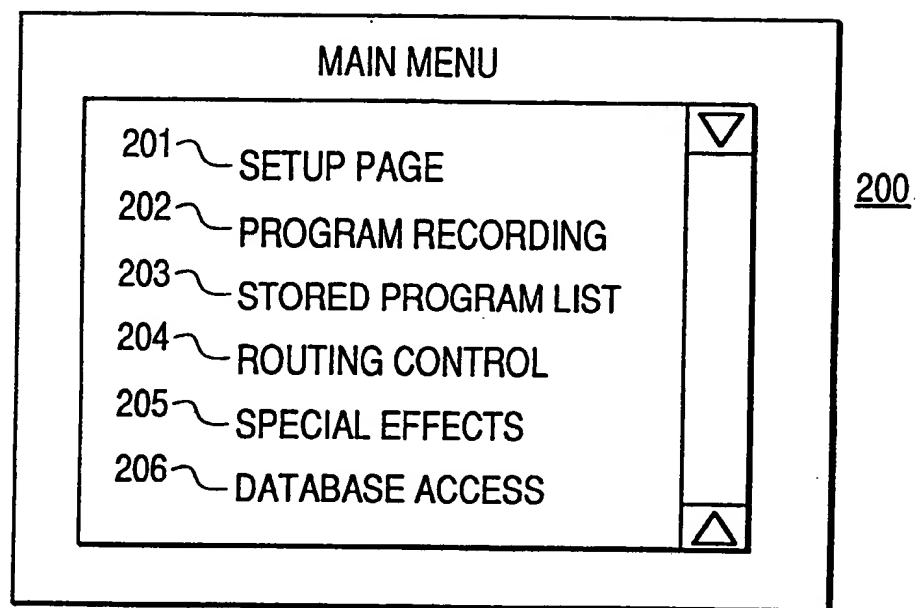 MAIN MENU
201 SETUP PAGE
202 PROGRAM RECORDING
203 STORED PROGRAM LIST
204 ROUTING CONTROL
205 SPECIAL EFFECTS
206 DATABASE ACCESS
200